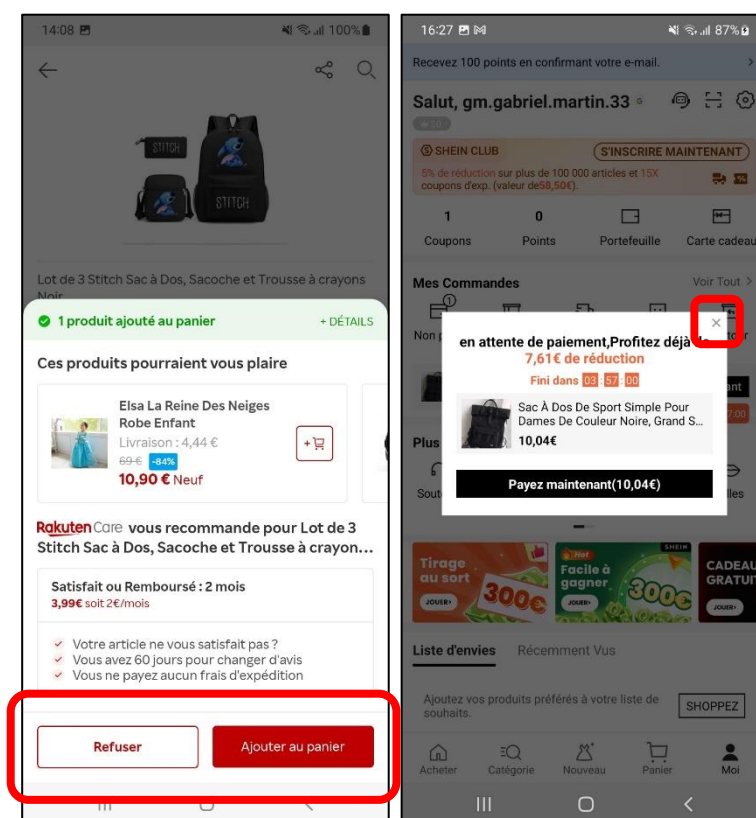 14:08
100%
STITCH
STITCH
Lot de 3 Stitch Sac à Dos, Sacoche et Trousse à crayons
Noir
1 produit ajouté au panier
+ DÉTAILS
Ces produits pourraient vous plaire
Elsa La Reine Des Neiges
Robe Enfant
Livraison : 4,44 €
69 € -84%
10,90 € Neuf
Rakuten Care vous recommande pour Lot de 3
Stitch Sac à Dos, Sacoche et Trousse à crayon...
Satisfait ou Remboursé : 2 mois
3,99€ soit 2€/mois
Votre article ne vous satisfait pas ?
Vous avez 60 jours pour changer d'avis
Vous ne payez aucun frais d'expédition
Refuser
Ajouter au panier
16:27
87%
Recevez 100 points en confirmant votre e-mail.
Salut, gm.gabriel.martin.33
SHEIN CLUB
S'INSCRIRE MAINTENANT
5% de réduction sur plus de 100 000 articles et 15X
coupons d'exp. (valeur de58,50€).
1
0
Coupons
Points
Portefeuille
Carte cadeau
Mes Commandes
Voir Tout >
1
Non
en attente de paiement,Profitez déjà
7,61€ de réduction
Fini dans 03 : 57 : 00
Sac À Dos De Sport Simple Pour
Dames De Couleur Noire, Grand S...
10,04€
Payez maintenant(10,04€)
Plus
SHEIN
Tirage
au sort
JOUER>
300€
Hot
Facile à
gagner
JOUER>
300€
CADEAU
GRATUIT
JOUER>
Liste d'envies
Récemment Vus
Ajoutez vos produits préférés à votre liste de
souhaits.
SHOPPEZ
Acheter
Catégorie
Nouveau
Panier
Moi